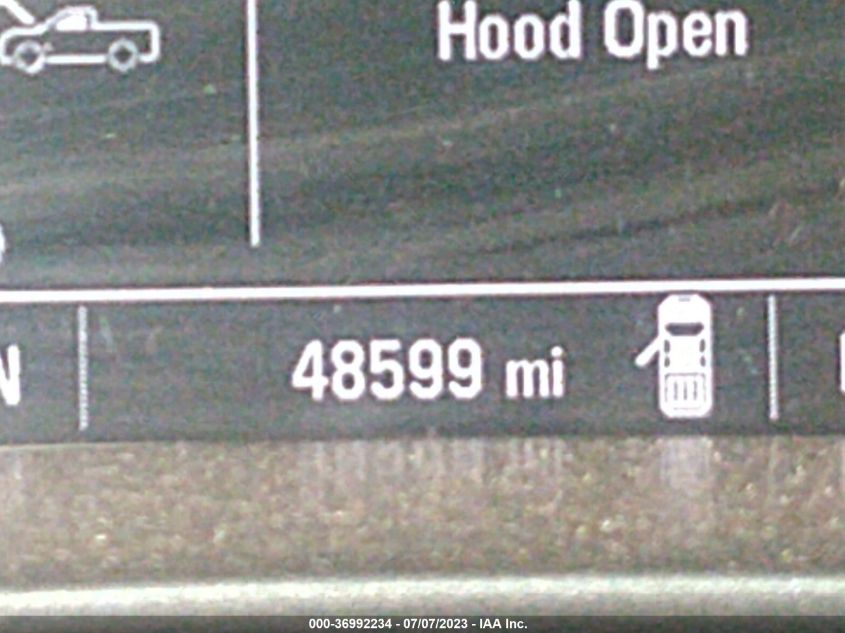 Hood Open
N
48599 mi
000-36992234 - 07/07/2023 - IAA Inc.